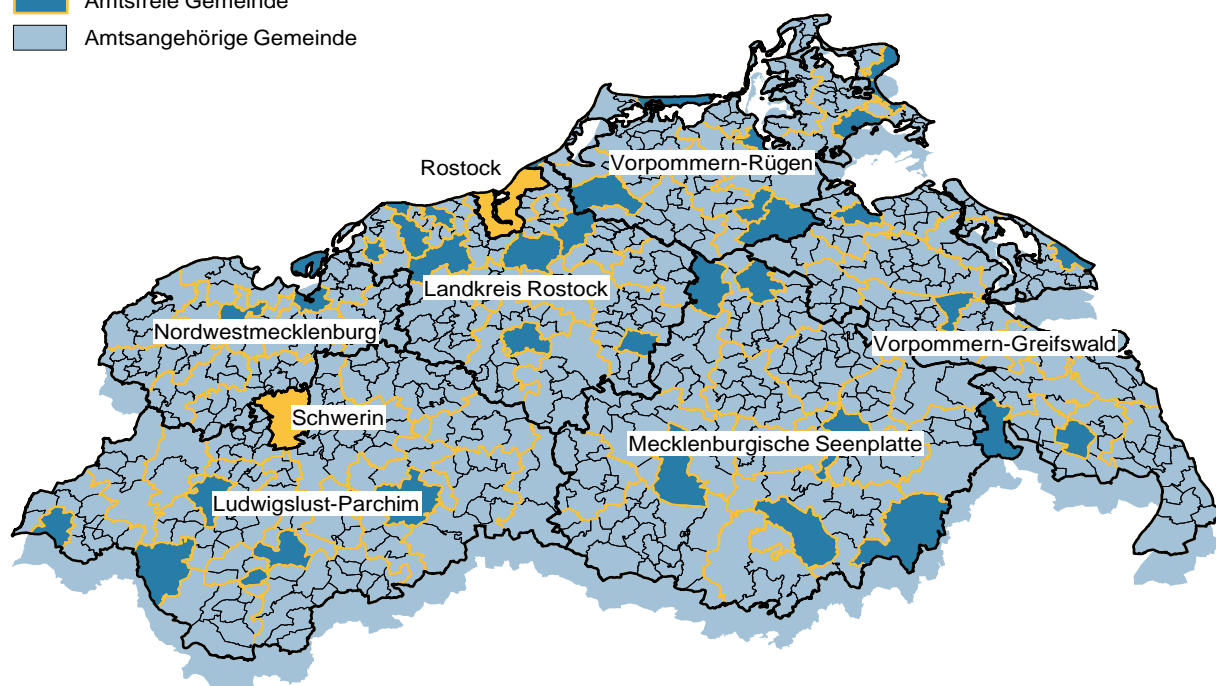 Amtsfreie Gemeinde
Amtsangehörige Gemeinde
Rostock
Vorpommern-Rügen
Landkreis Rostock
Nordwestmecklenburg
Vorpommern-Greifswald
Schwerin
Mecklenburgische Seenplatte
Ludwigslust-Parchim